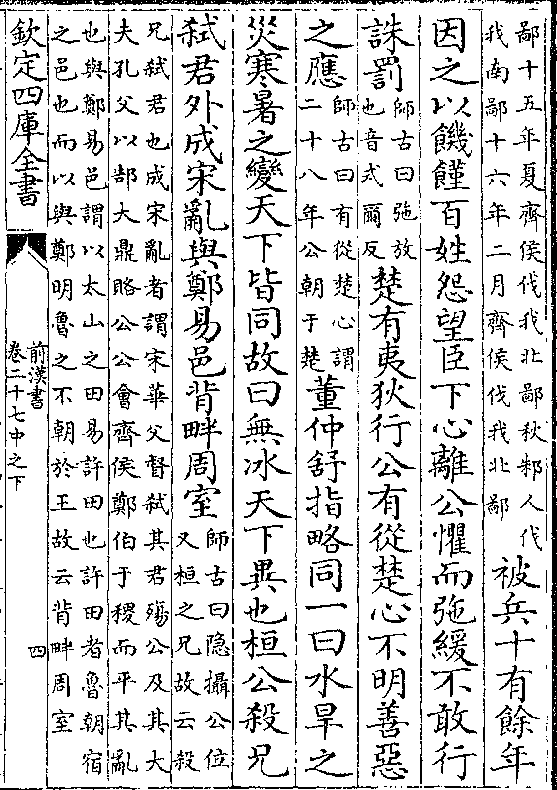 鄙十五年夏齊侯伐我北鄙秋邾人伐
我南鄙十六年二月齊侯伐我北鄙
被兵十有餘年
因之以饑饉百姓怨望臣下心離公懼而弛緩不敢行
誅罰
師古曰弛放
也音式爾反
楚有夷狄行公有從楚心不明善惡
之應
師古曰有從楚心謂
二十八年公朝于楚
董仲舒指略同一曰水旱之
災寒暑之變天下皆同故曰無冰天下異也桓公殺兄
弑君外成宋亂與鄭易邑背畔周室
師古曰隐攝公位
又桓之兄故云殺
兄弑君也成宋亂者謂宋華父督弑其君殤公及其大
夫孔父以郜大鼎賂公公會齊侯鄭伯于稷而平其亂
也與鄭易邑謂以太山之田易許田也許田者魯朝宿
之邑也而以與鄭明魯之不朝於王故云背畔周室
欽定四庫全書
前漢書
卷二十七中之下
四